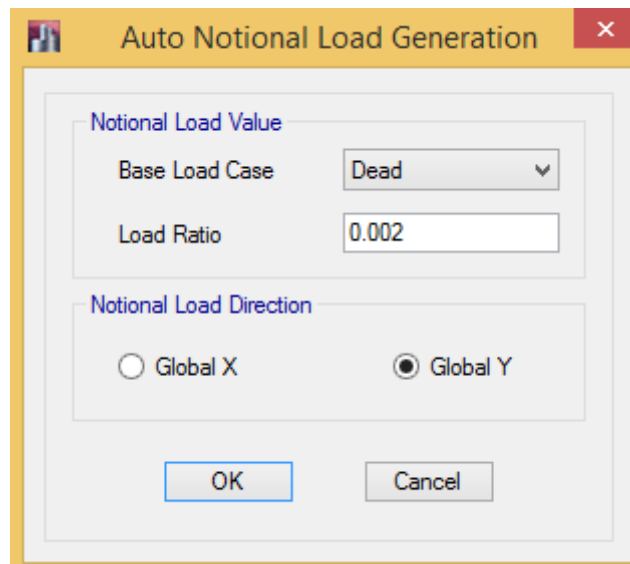 Auto Notional Load Generation
Notional Load Value
Base Load Case Dead
Load Ratio 0.002
Notional Load Direction
Global X Global Y
OK Cancel